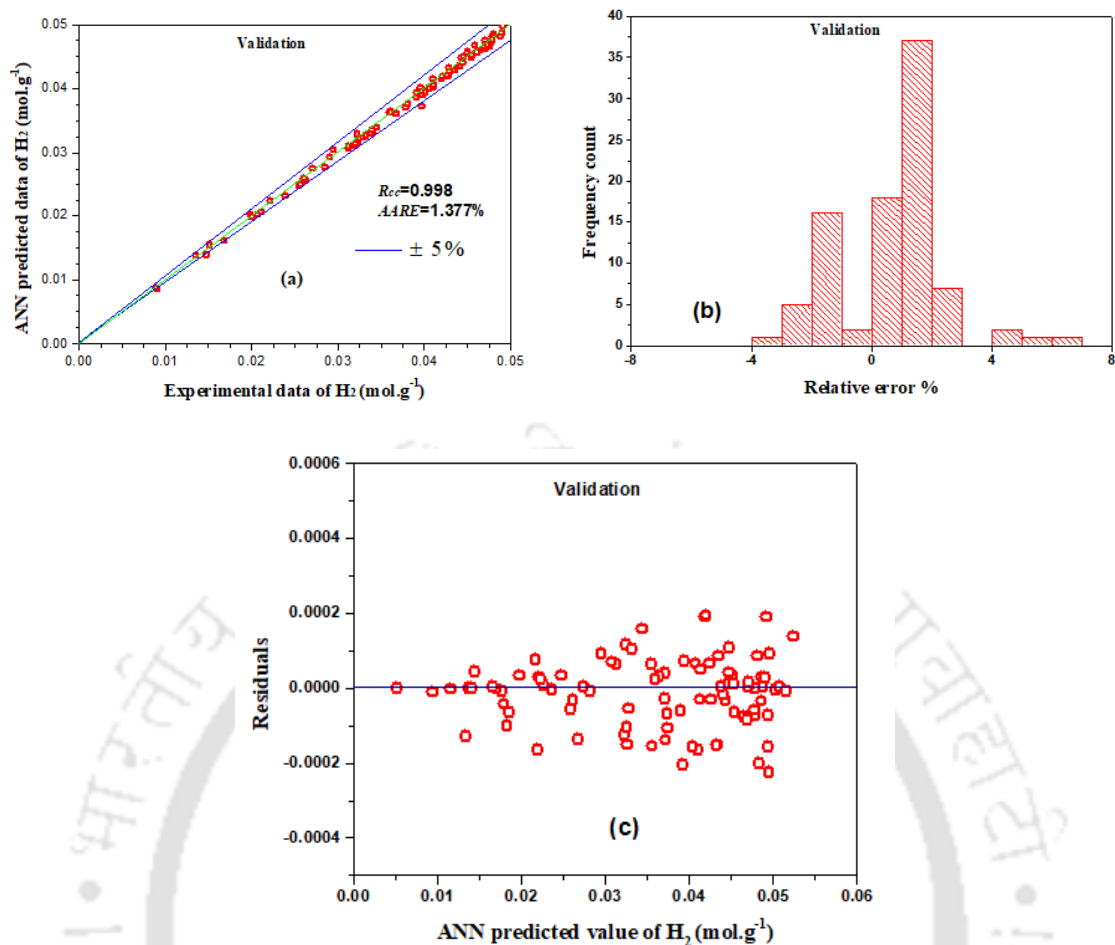 Validation
0.05
0.04
0.03
0.02
0.01
0.00
ANN predicted data of H₂ (mol.g⁻¹)
Rcc=0.998
AARE=1.377%
± 5%
(a)
0.00 0.01 0.02 0.03 0.04 0.05
Experimental data of H₂ (mol.g⁻¹)
Validation
40
35
30
25
20
15
10
5
0
Frequency count
(b)
-8 -4 0 4 8
Relative error %
Validation
0.0006
0.0004
0.0002
0.0000
-0.0002
-0.0004
Residuals
(c)
0.00 0.01 0.02 0.03 0.04 0.05 0.06
ANN predicted value of H₂ (mol.g⁻¹)